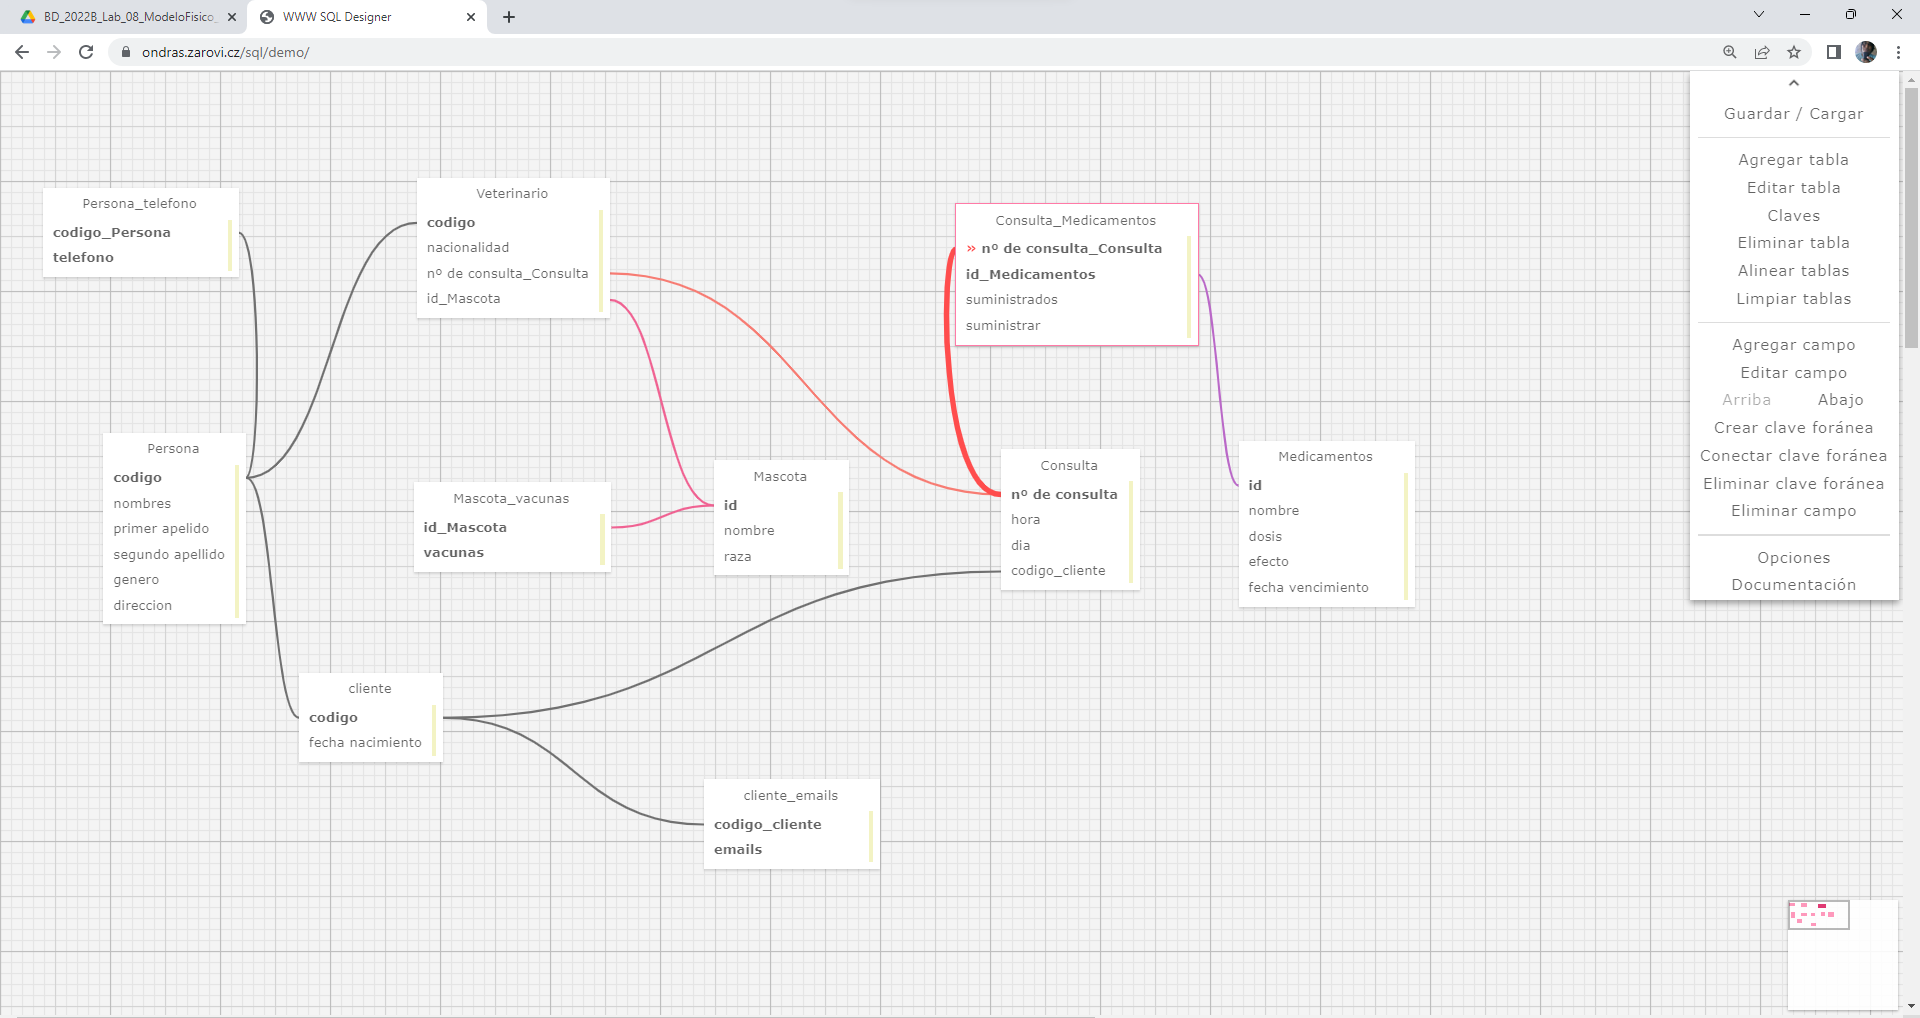 BD_2022B_Lab_08_ModeloFisico_
WWW SQL Designer
ondras.zarovi.cz/sql/demo/
Guardar / Cargar
Agregar tabla
Editar tabla
Claves
Eliminar tabla
Alinear tablas
Limpiar tablas
Agregar campo
Editar campo
Arriba Abajo
Crear clave foránea
Conectar clave foránea
Eliminar clave foránea
Eliminar campo
Opciones
Documentación
Persona_telefono
codigo_Persona
telefono
Veterinario
codigo
nacionalidad
nº de consulta_Consulta
id_Mascota
Consulta_Medicamentos
» nº de consulta_Consulta
id_Medicamentos
suministrados
suministrar
Persona
codigo
nombres
primer apelido
segundo apellido
genero
direccion
Mascota_vacunas
id_Mascota
vacunas
Mascota
id
nombre
raza
Consulta
nº de consulta
hora
dia
codigo_cliente
Medicamentos
id
nombre
dosis
efecto
fecha vencimiento
cliente
codigo
fecha nacimiento
cliente_emails
codigo_cliente
emails